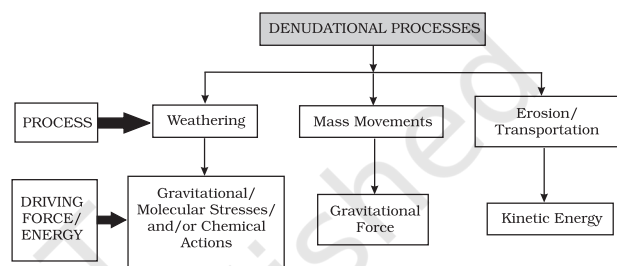 DENUDATIONAL PROCESSES
PROCESS
Weathering
Mass Movements
Erosion/
Transportation
DRIVING
FORCE/
ENERGY
Gravitational/
Molecular Stresses/
and/or Chemical
Actions
Gravitational
Force
Kinetic Energy